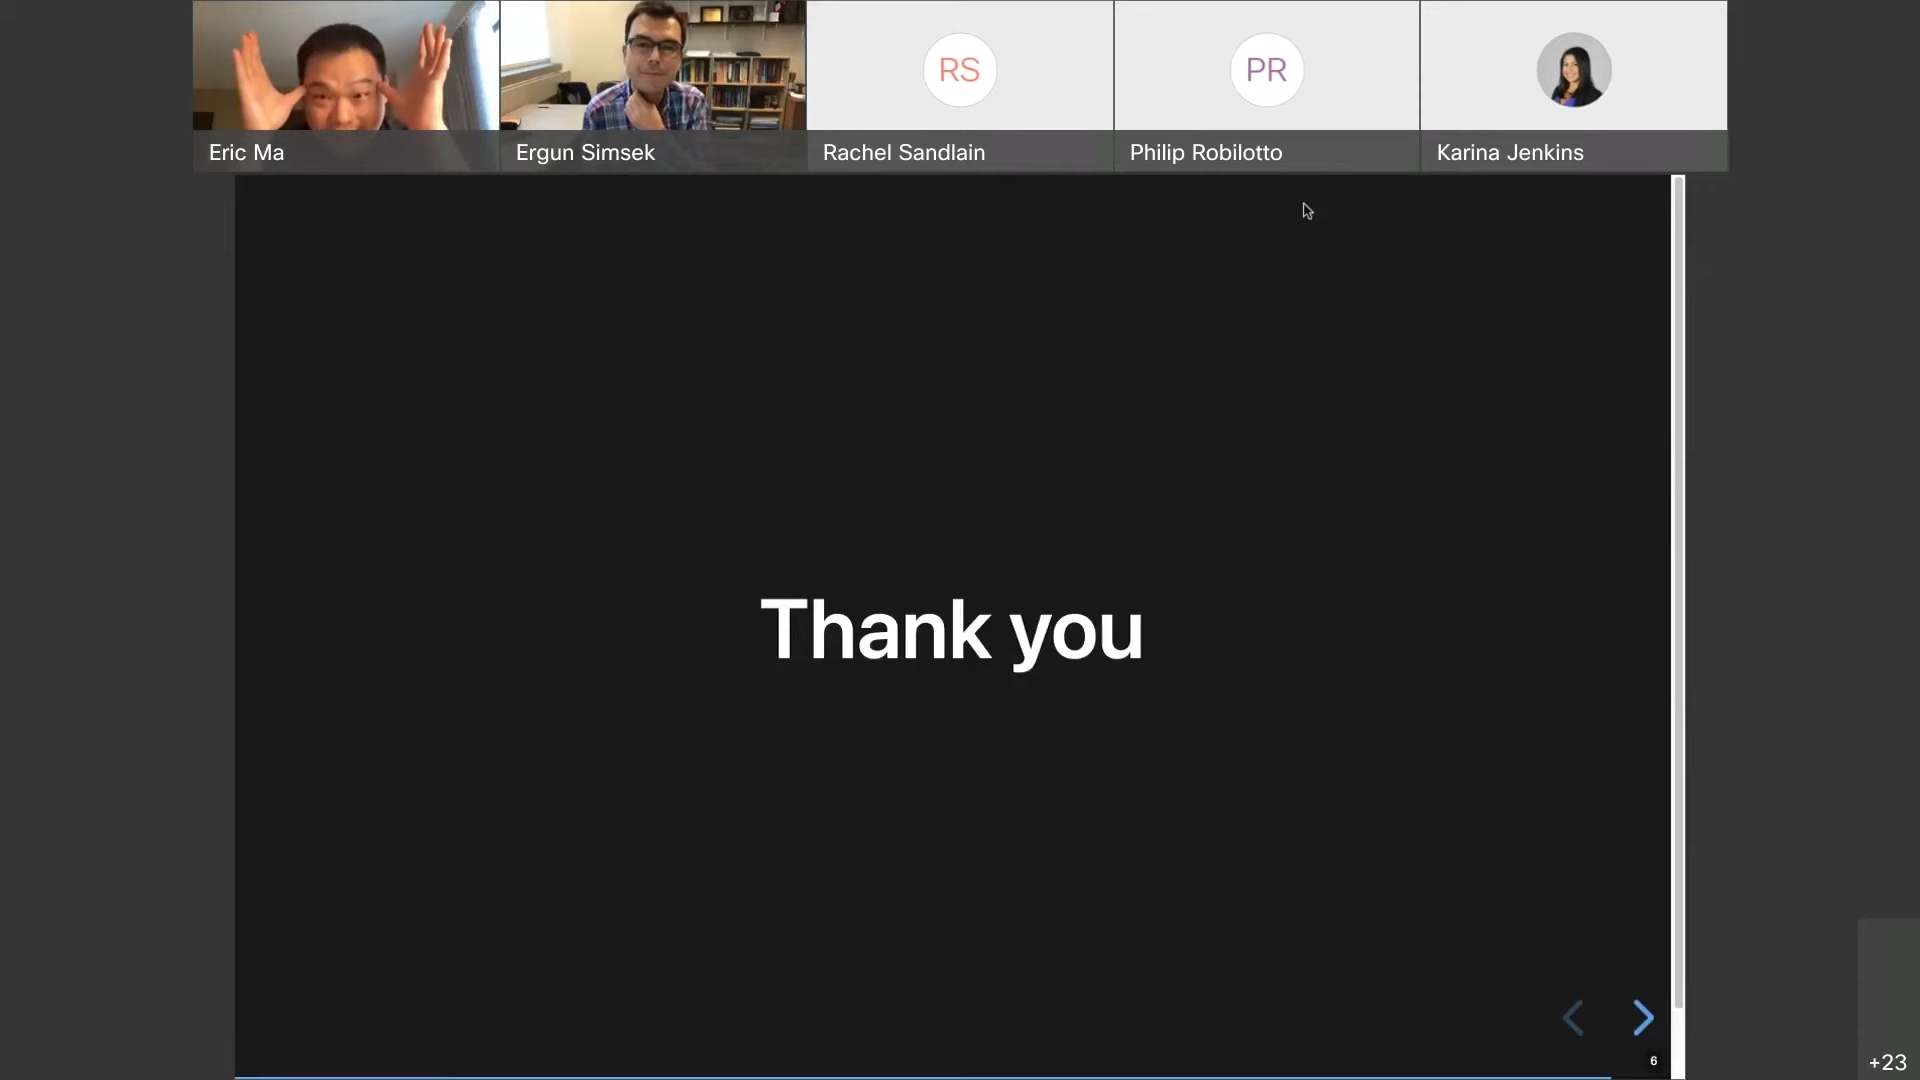 RS
PR
Eric Ma
Ergun Simsek
Rachel Sandlain
Philip Robilotto
Karina Jenkins
Thank you
6
+23